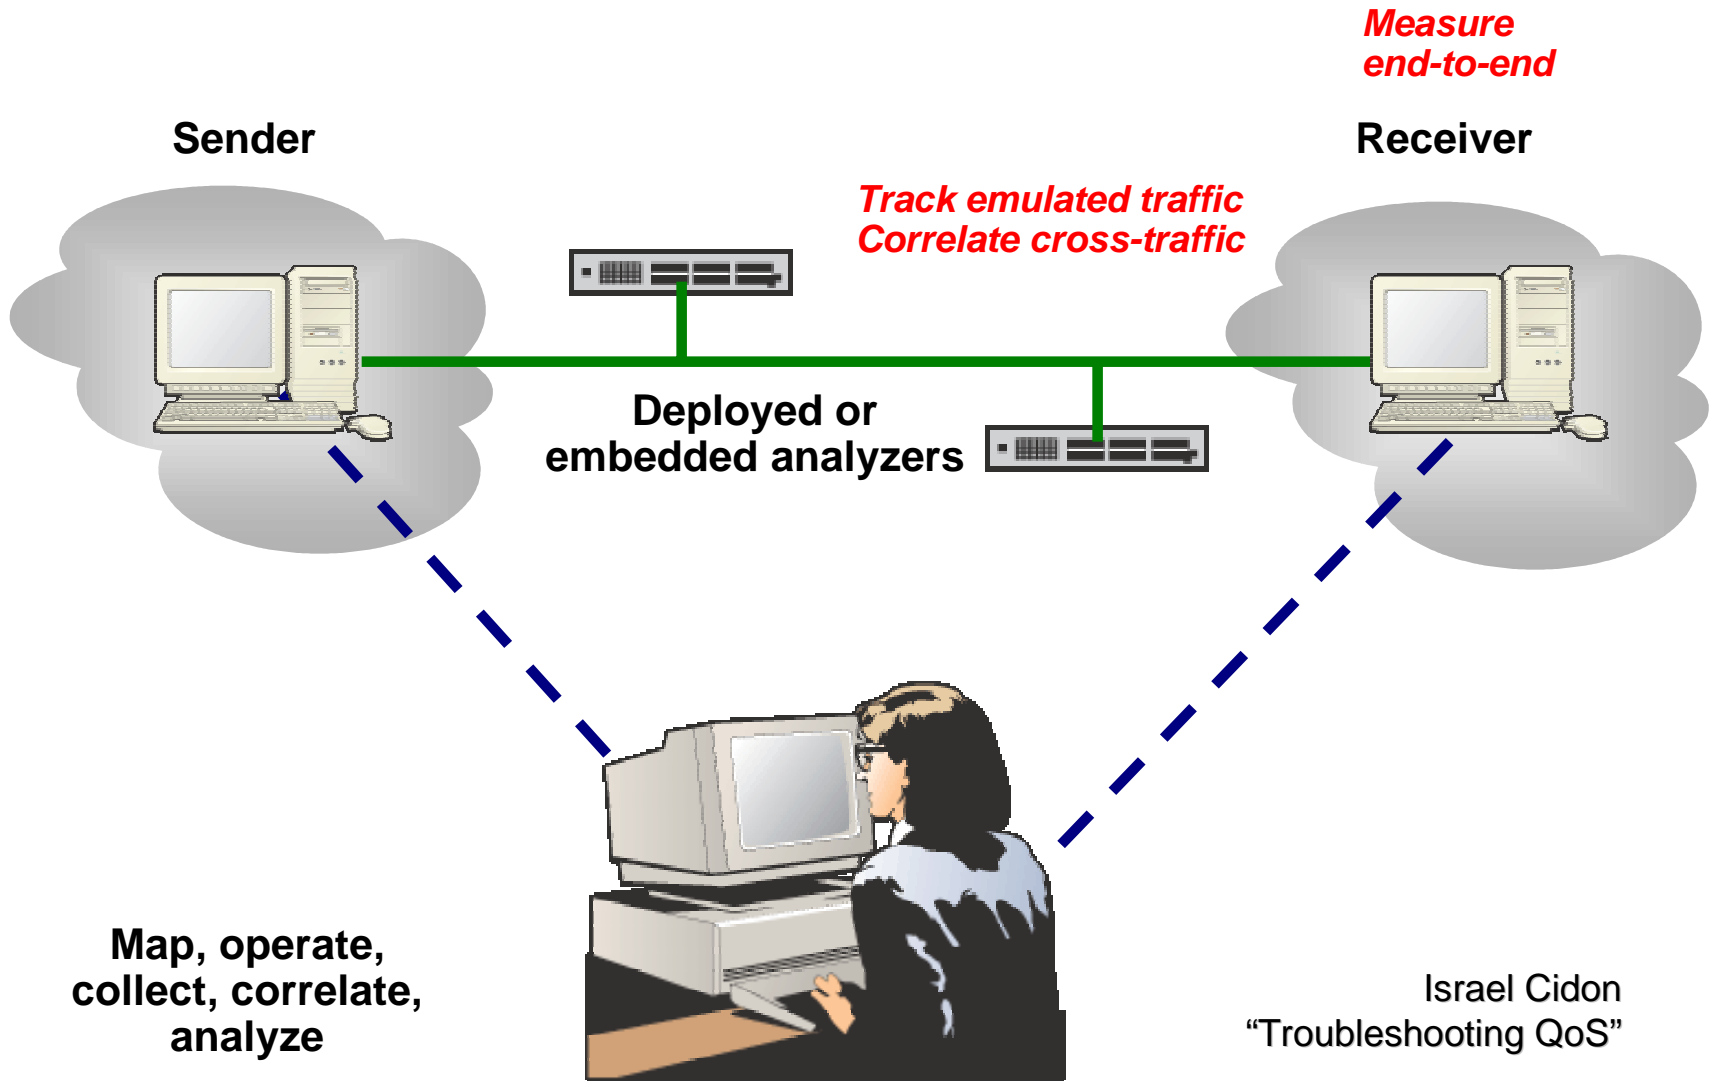 Measure
end-to-end
Sender
Receiver
Track emulated traffic
Correlate cross-traffic
Deployed or
embedded analyzers
Map, operate,
collect, correlate,
analyze
Israel Cidon
“Troubleshooting QoS”